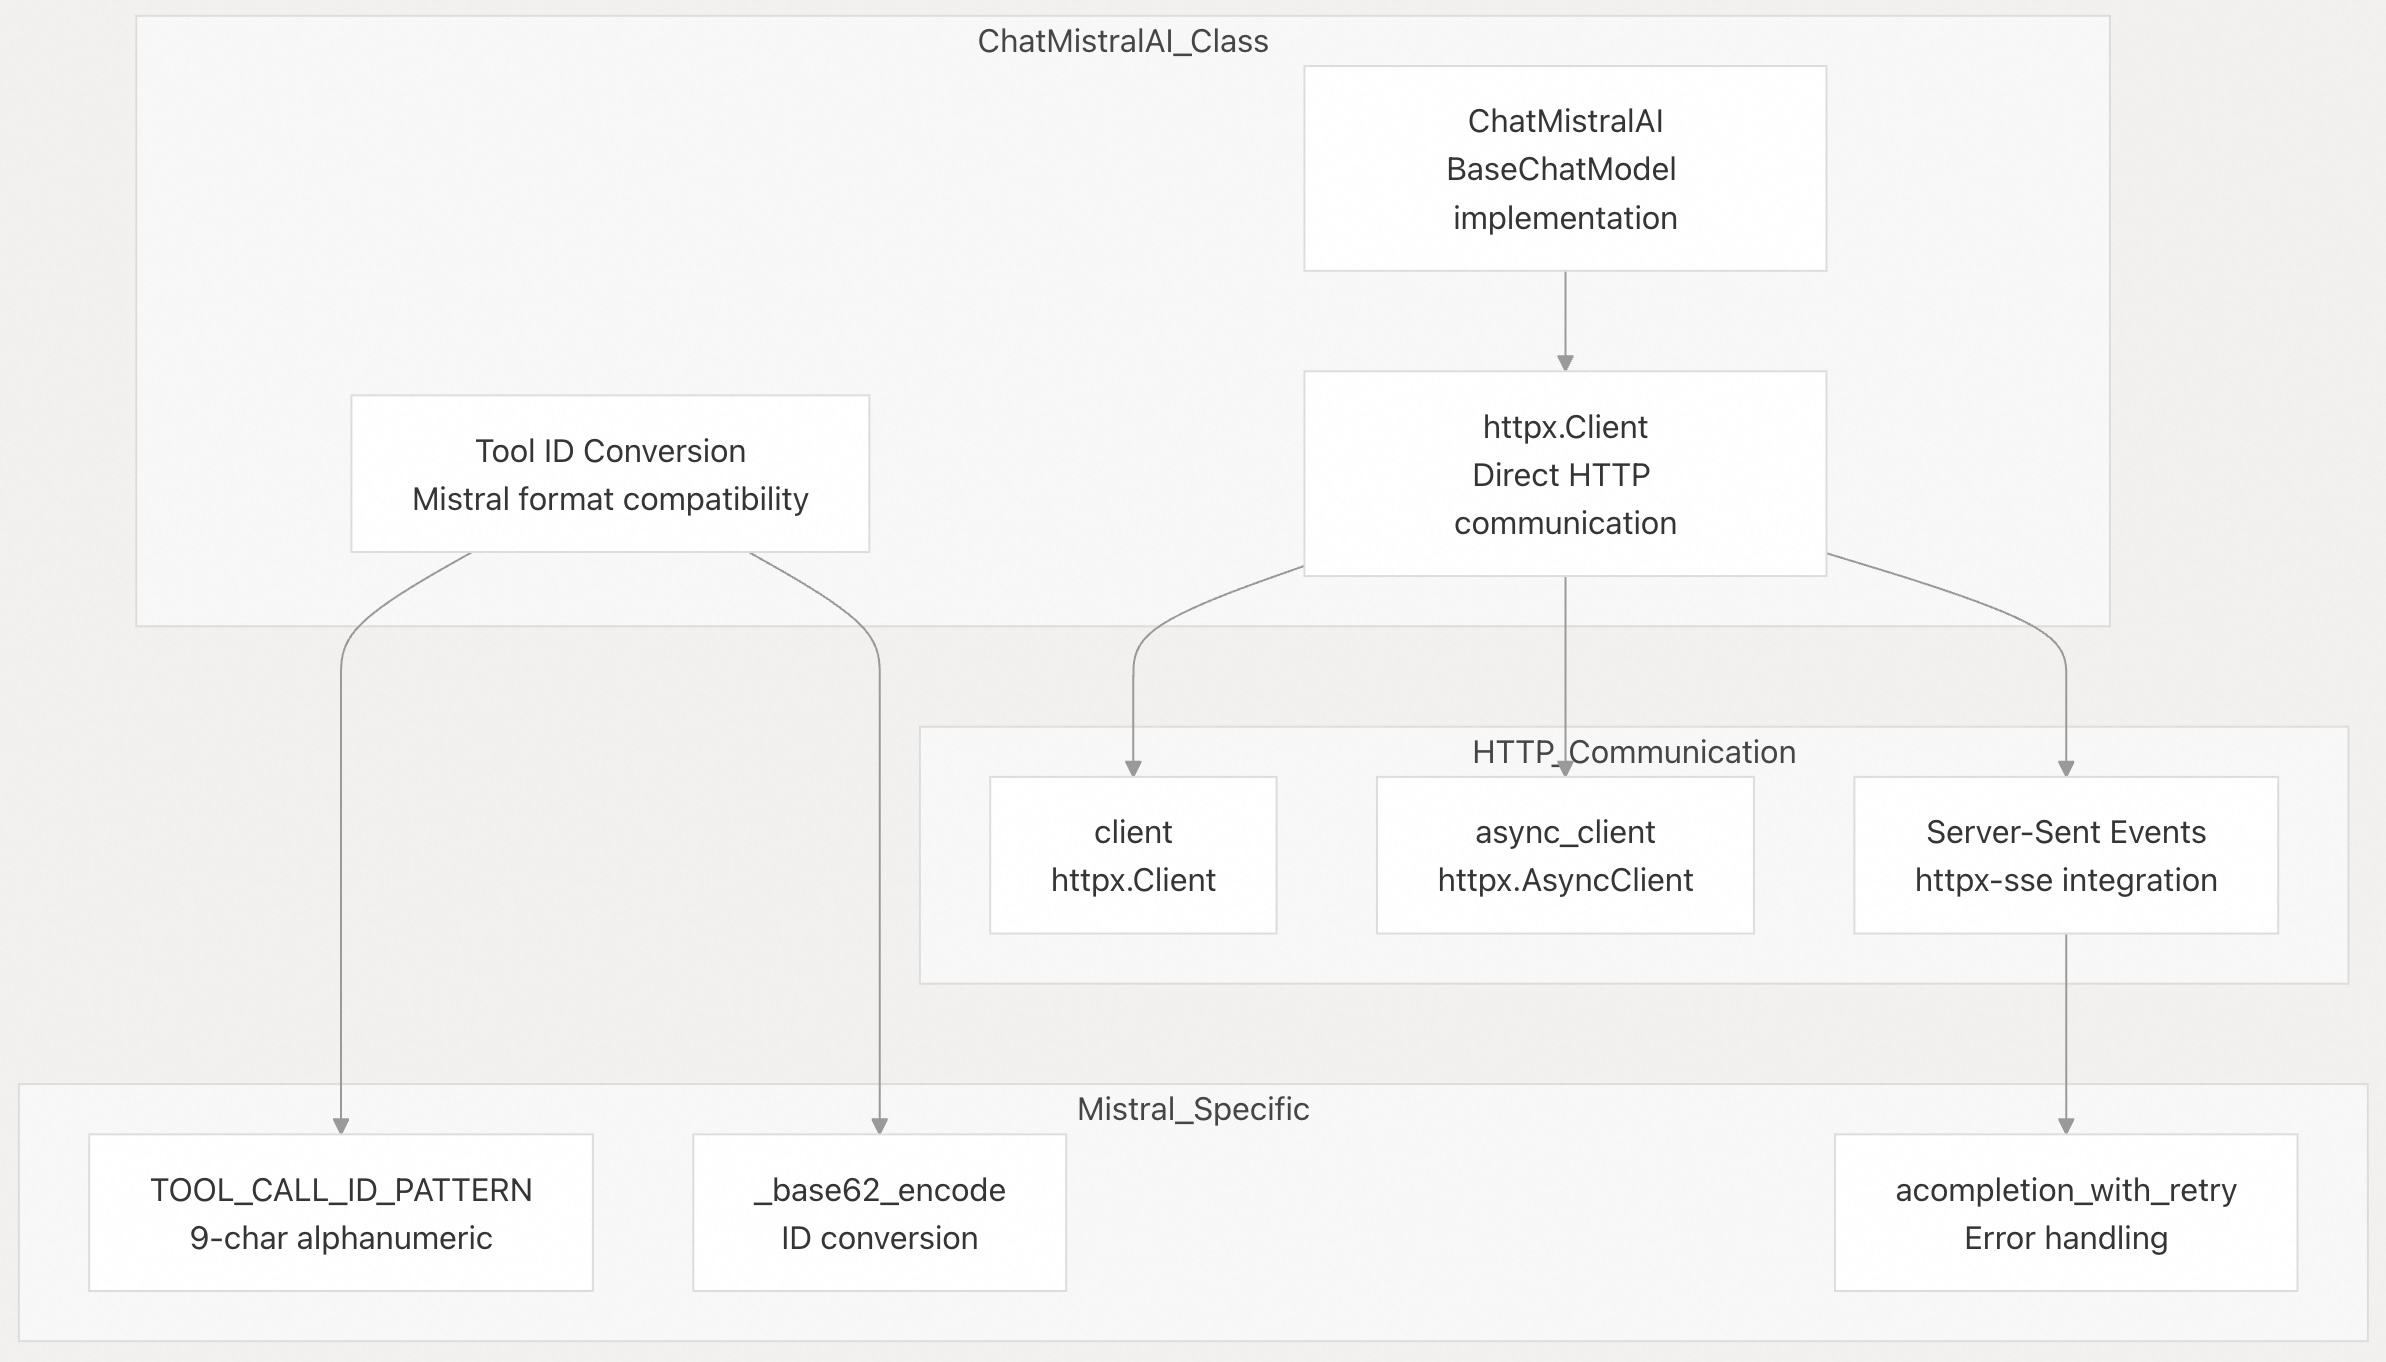 ChatMistralAI_Class
ChatMistralAI
BaseChatModel
implementation
Tool ID Conversion
Mistral format compatibility
httpx.Client
Direct HTTP
communication
HTTP_Communication
client
httpx.Client
async_client
httpx.AsyncClient
Server-Sent Events
httpx-sse integration
Mistral_Specific
TOOL_CALL_ID_PATTERN
9-char alphanumeric
_base62_encode
ID conversion
acompletion_with_retry
Error handling